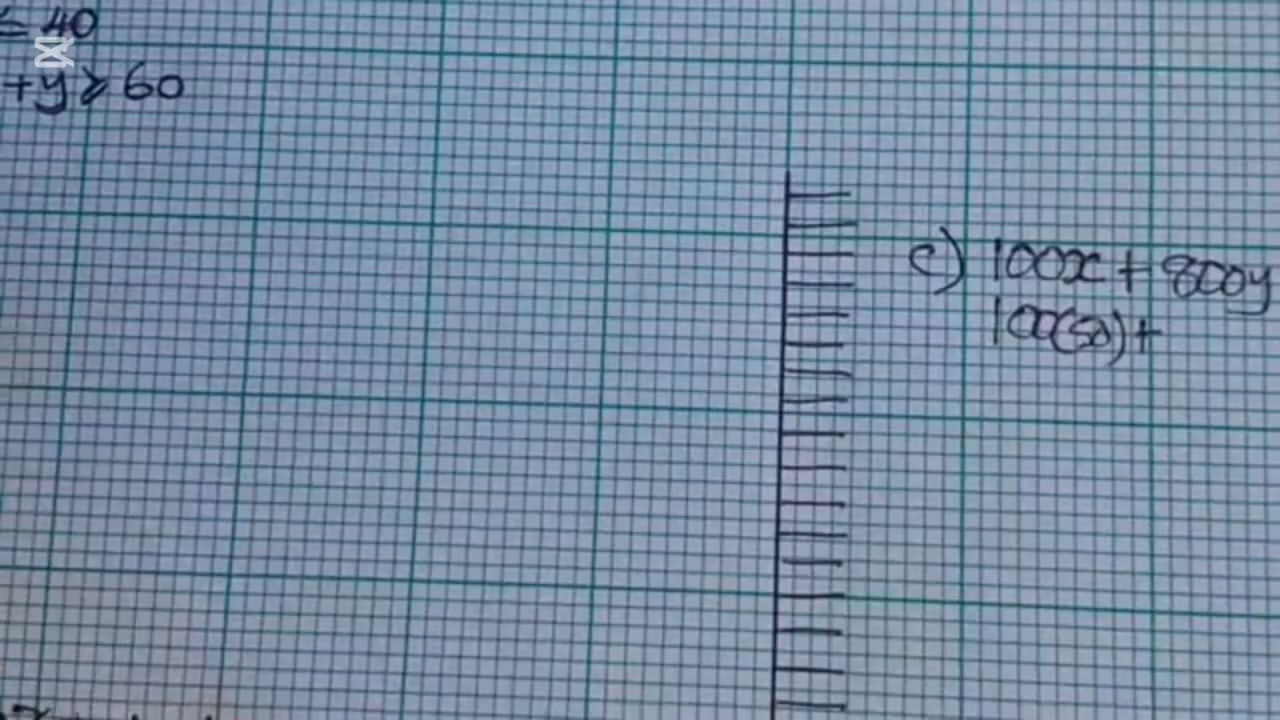 ≤ 40
+y ≥ 60
c) 100x + 800y
100(50) +